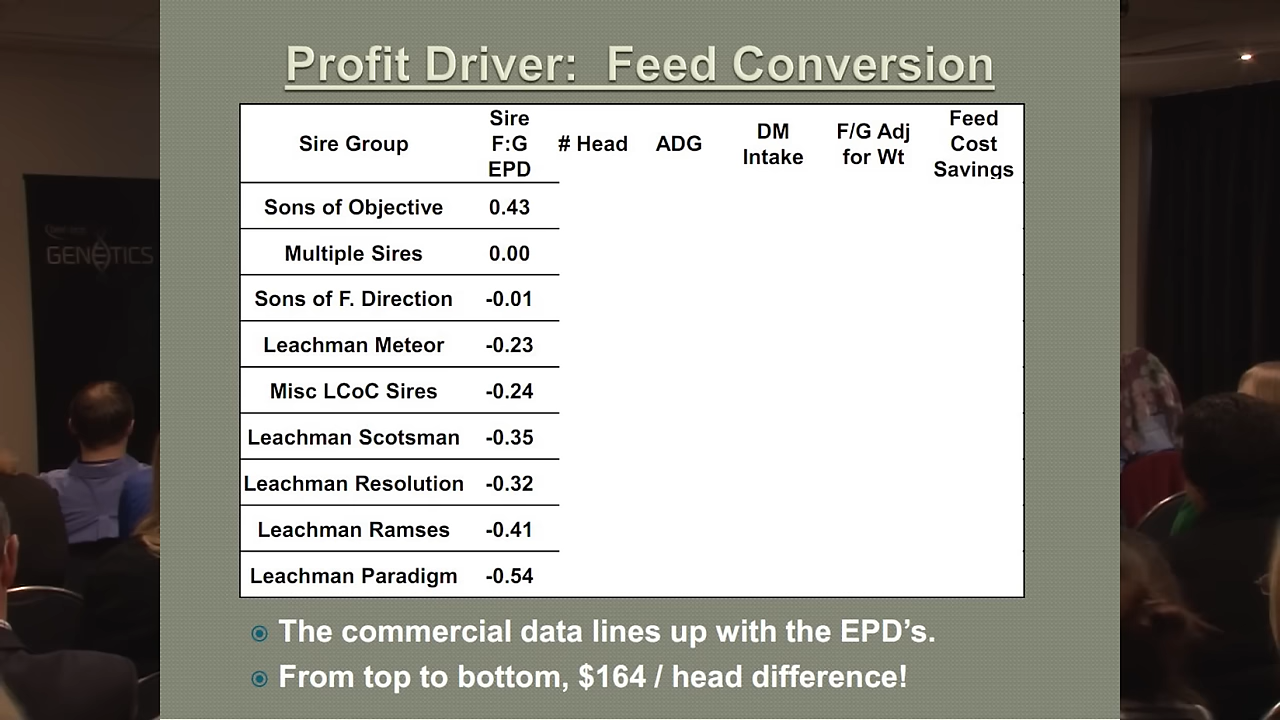 Profit Driver: Feed Conversion
Sire Group Sire F:G EPD # Head ADG DM Intake F/G Adj for Wt Feed Cost Savings
Sons of Objective 0.43
Multiple Sires 0.00
Sons of F. Direction -0.01
Leachman Meteor -0.23
Misc LCoC Sires -0.24
Leachman Scotsman -0.35
Leachman Resolution -0.32
Leachman Ramses -0.41
Leachman Paradigm -0.54
The commercial data lines up with the EPD’s.
From top to bottom, $164 / head difference!
GENETICS